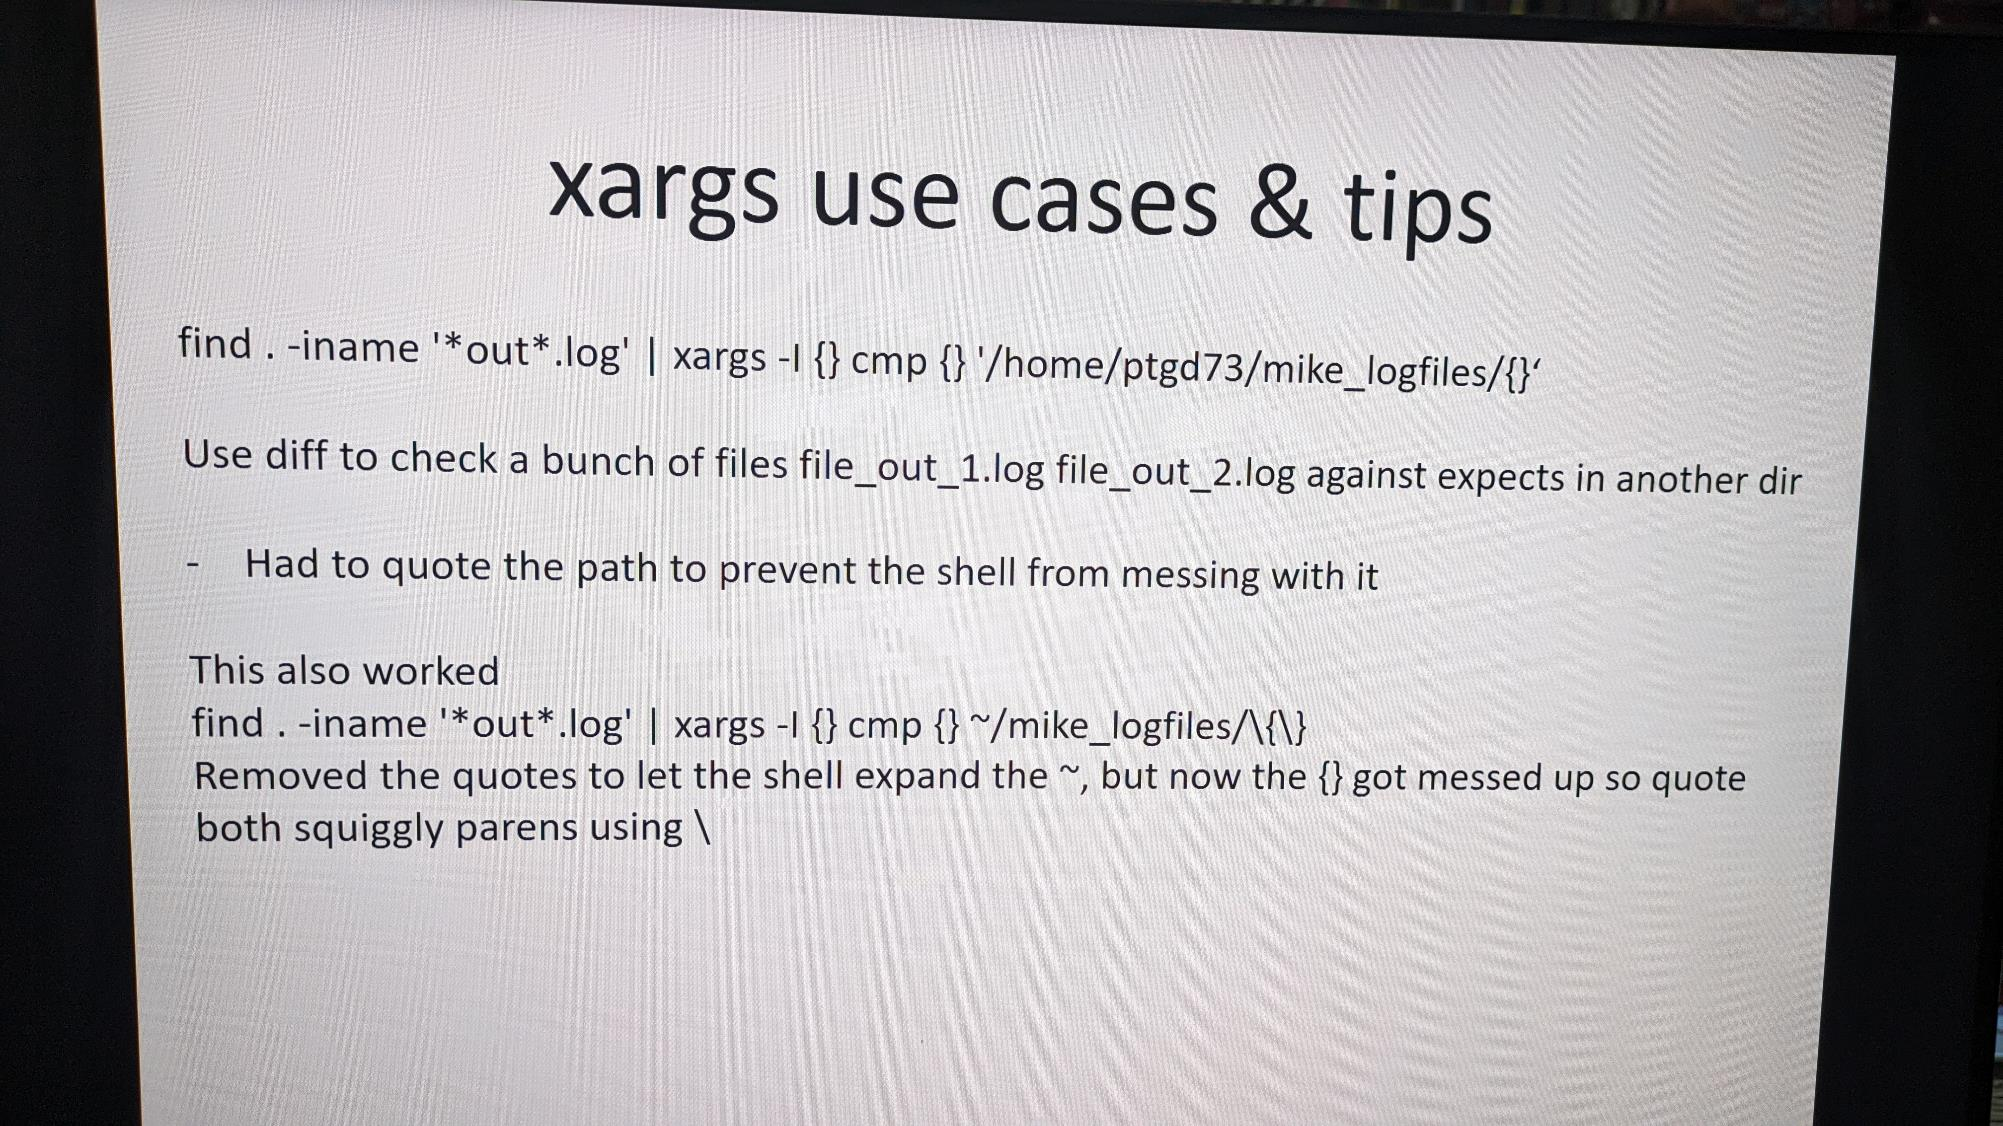 xargs use cases & tips
find . -iname '*out*.log' | xargs -I {} cmp {} '/home/ptgd73/mike_logfiles/{}‘
Use diff to check a bunch of files file_out_1.log file_out_2.log against expects in another dir
- Had to quote the path to prevent the shell from messing with it
This also worked
find . -iname '*out*.log' | xargs -I {} cmp {} ~/mike_logfiles/\{\}
Removed the quotes to let the shell expand the ~, but now the {} got messed up so quote
both squiggly parens using \